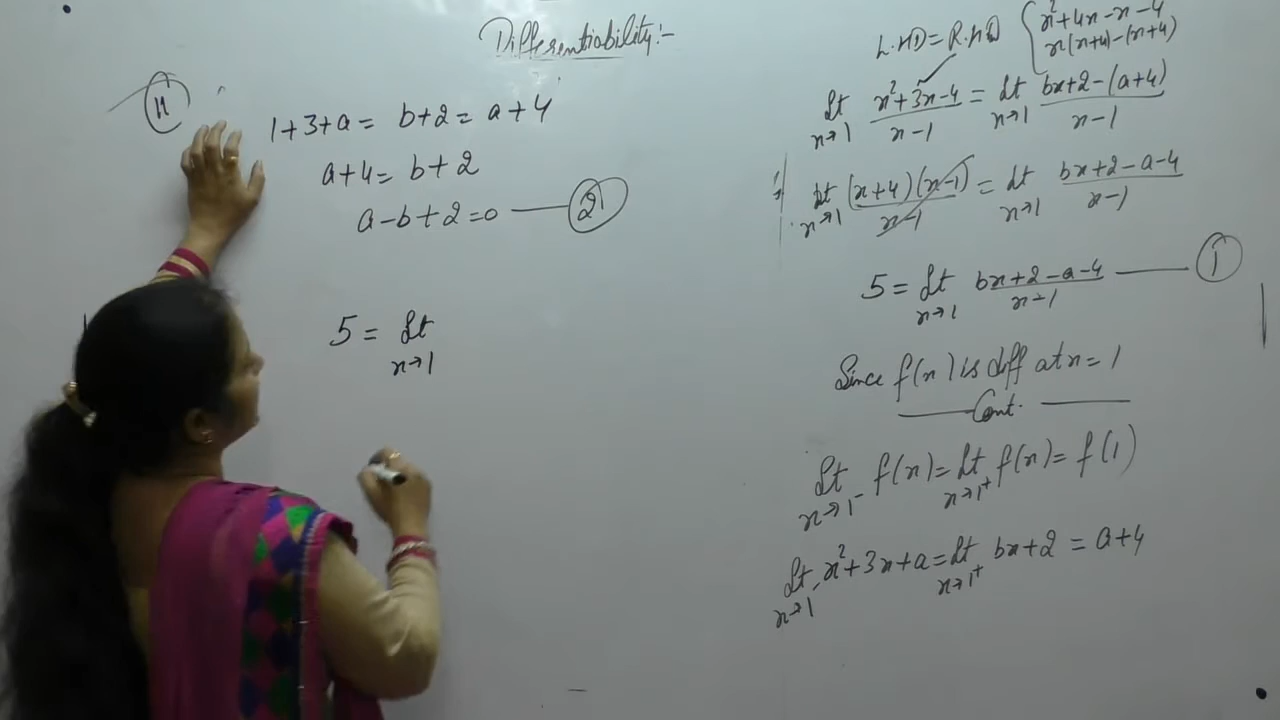 Differentiability:-
11
1+3+a = b+2 = a+4
a+4 = b+2
a-b+2=0 —— 2
5 = Lt x→1
L.HD = R.HD
x²+4x-x-4
x(x+4)-(x+4)
Lt x→1 x²+3x-4 / x-1 = Lt x→1 bx+2-(a+4) / x-1
Lt x→1 (x+4)(x-1) / x-1 = Lt x→1 bx+2-a-4 / x-1
5 = Lt x→1 bx+2-a-4 / x-1 —— 1
Since f(x) is diff at x=1
—— Cont. ——
Lt x→1⁻ f(x) = Lt x→1⁺ f(x) = f(1)
Lt x→1⁻ x²+3x+a = Lt x→1⁺ bx+2 = a+4